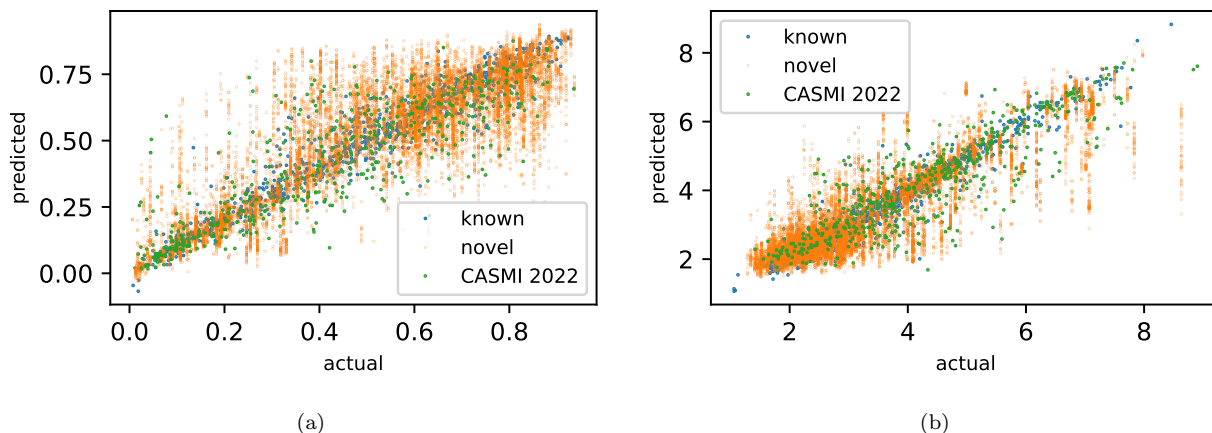 predicted
0.75
0.50
0.25
0.00
known
novel
CASMI 2022
0.0 0.2 0.4 0.6 0.8
actual
(a)
predicted
8
6
4
2
known
novel
CASMI 2022
2 4 6 8
actual
(b)